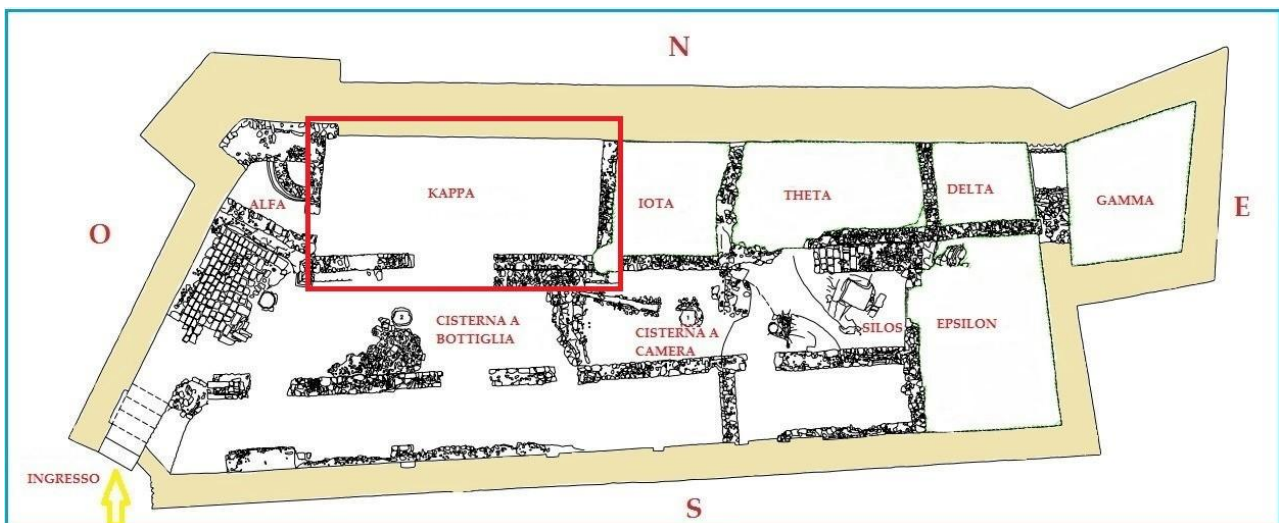 N
KAPPA
ALFA
IOTA
THETA
DELTA
GAMMA
O
E
CISTERNA A
BOTTIGLIA
CISTERNA A
CAMERA
SILOS
EPSILON
INGRESSO
S